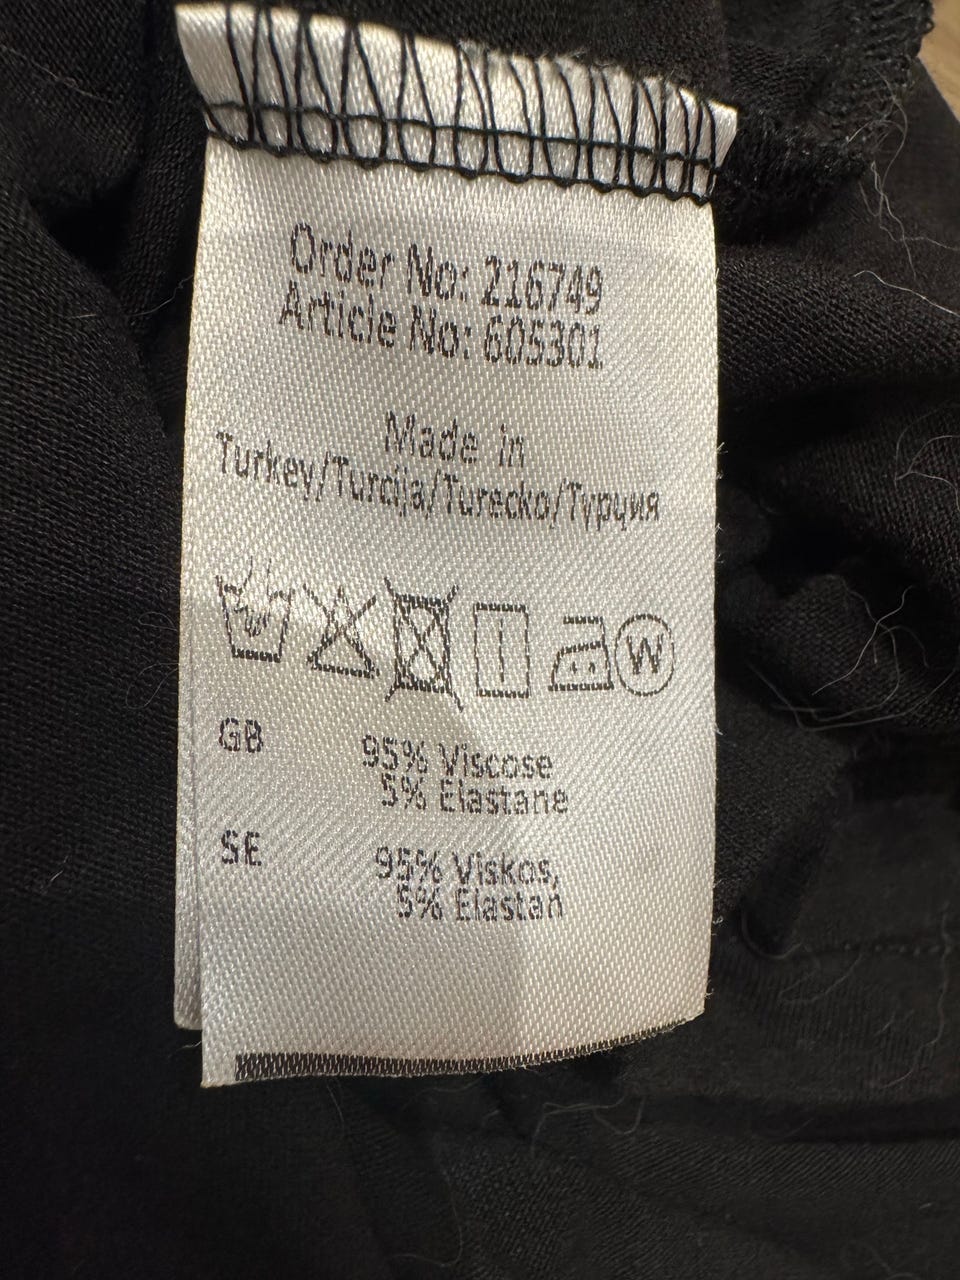 Order No: 216749
Article No: 605301
Made in
Turkey/Turcija/Turecko/Турция
W
GB
95% Viscose
5% Elastane
SE
95% Viskos,
5% Elastan